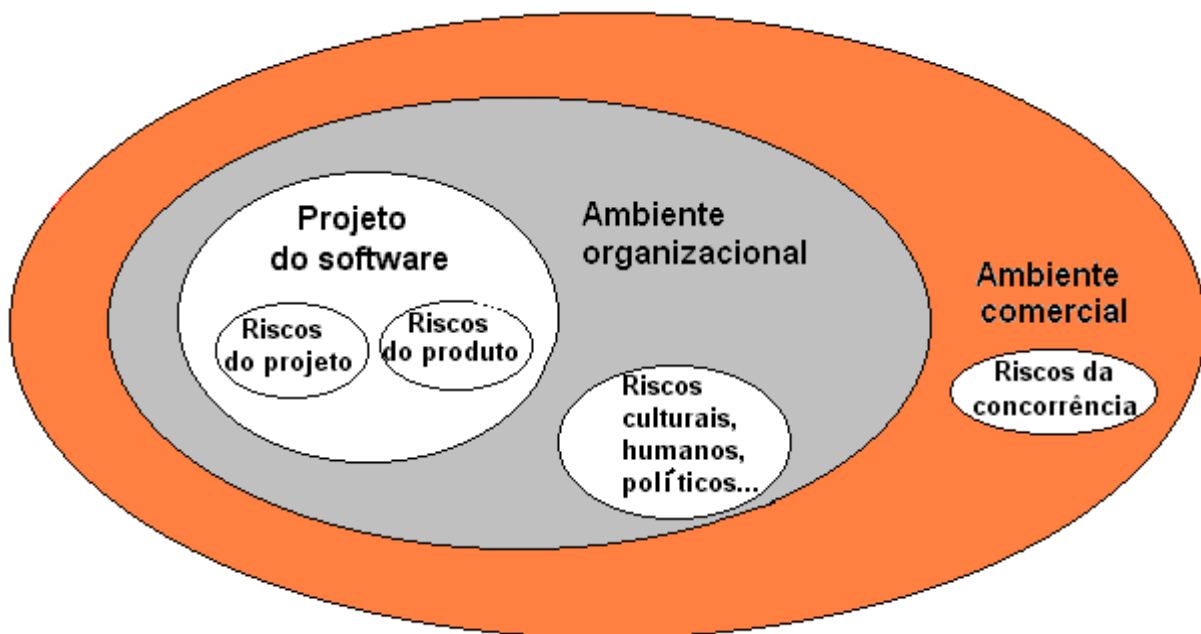 Projeto
do software
Riscos
do projeto
Riscos
do produto
Ambiente
organizacional
Riscos
culturais,
humanos,
políticos...
Ambiente
comercial
Riscos da
concorrência